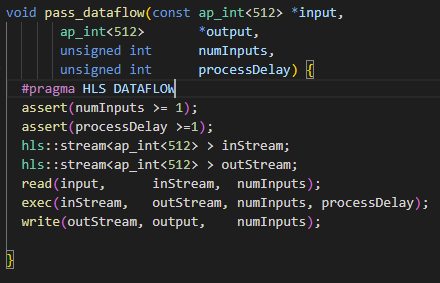 void pass_dataflow(const ap_int<512> *input,
        ap_int<512>       *output,
        unsigned int      numInputs,
        unsigned int      processDelay) {
  #pragma HLS DATAFLOW
  assert(numInputs >= 1);
  assert(processDelay >=1);
  hls::stream<ap_int<512> > inStream;
  hls::stream<ap_int<512> > outStream;
  read(input,      inStream,  numInputs);
  exec(inStream,   outStream, numInputs, processDelay);
  write(outStream, output,    numInputs);
}